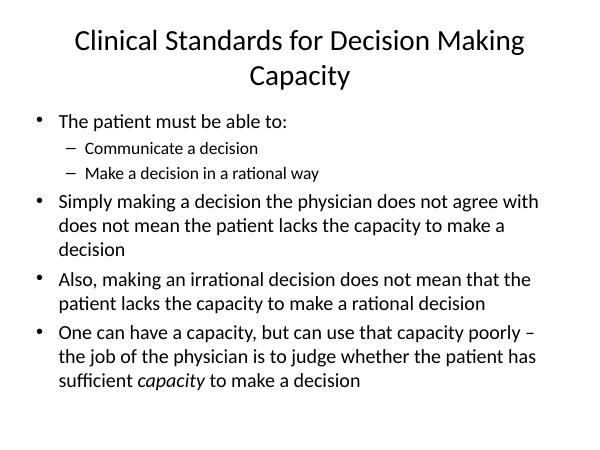 Clinical Standards for Decision Making
Capacity
• The patient must be able to:
– Communicate a decision
– Make a decision in a rational way
• Simply making a decision the physician does not agree with
does not mean the patient lacks the capacity to make a
decision
• Also, making an irrational decision does not mean that the
patient lacks the capacity to make a rational decision
• One can have a capacity, but can use that capacity poorly –
the job of the physician is to judge whether the patient has
sufficient capacity to make a decision